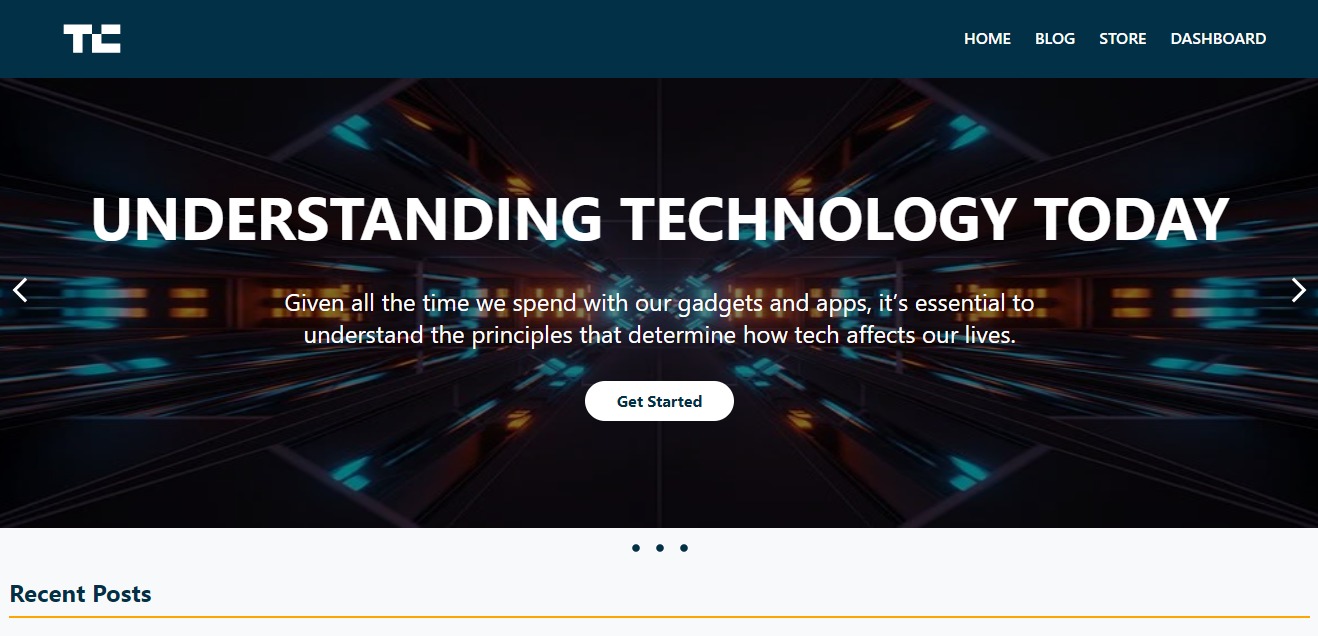 TC
HOME BLOG STORE DASHBOARD
UNDERSTANDING TECHNOLOGY TODAY
Given all the time we spend with our gadgets and apps, it’s essential to
understand the principles that determine how tech affects our lives.
Get Started
Recent Posts